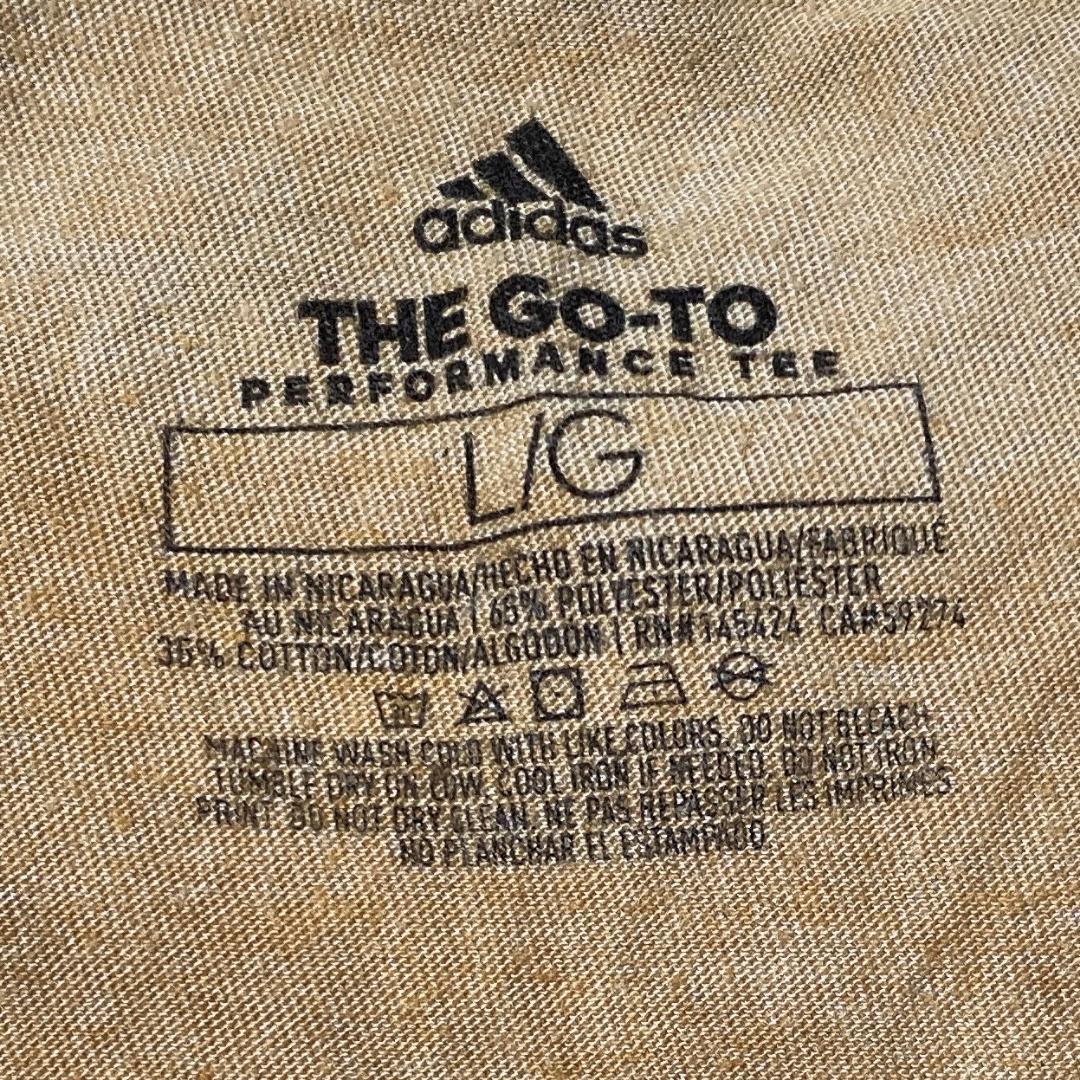 adidas
THE GO-TO
PERFORMANCE TEE
L/G
MADE IN NICARAGUA/HECHO EN NICARAGUA/FABRIQUÉ
AU NICARAGUA | 65% POLYESTER/POLIÉSTER
35% COTTON/COTON/ALGODÓN | RN#145424 CA#59274
MACHINE WASH COLD WITH LIKE COLORS. DO NOT BLEACH
TUMBLE DRY ON LOW. COOL IRON IF NEEDED. DO NOT IRON
PRINT. DO NOT DRY CLEAN. NE PAS REPASSER LES IMPRIMÉS
NO PLANCHAR EL ESTAMPADO